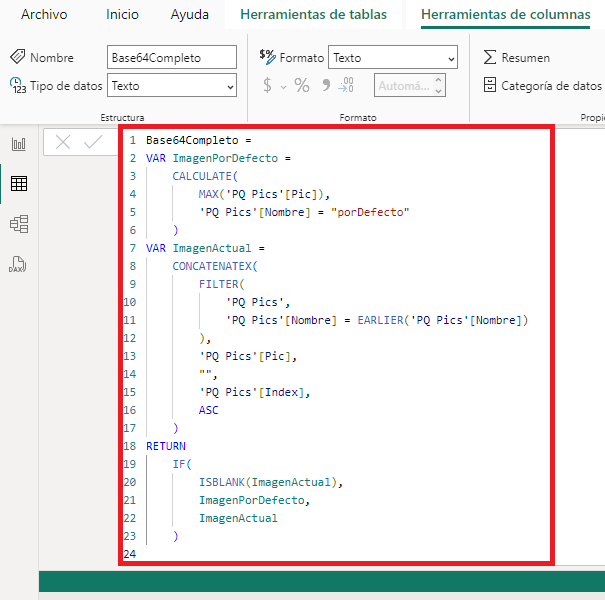 Archivo Inicio Ayuda Herramientas de tablas Herramientas de columnas
Nombre Base64Completo $% Formato Texto Resumen
Tipo de datos Texto $ % Automá... Categoría de datos
Estructura Formato Propie
1 Base64Completo =
2 VAR ImagenPorDefecto =
3 CALCULATE(
4 MAX('PQ Pics'[Pic]),
5 'PQ Pics'[Nombre] = "porDefecto"
6 )
7 VAR ImagenActual =
8 CONCATENATEX(
9 FILTER(
10 'PQ Pics',
11 'PQ Pics'[Nombre] = EARLIER('PQ Pics'[Nombre])
12 ),
13 'PQ Pics'[Pic],
14 "",
15 'PQ Pics'[Index],
16 ASC
17 )
18 RETURN
19 IF(
20 ISBLANK(ImagenActual),
21 ImagenPorDefecto,
22 ImagenActual
23 )
24